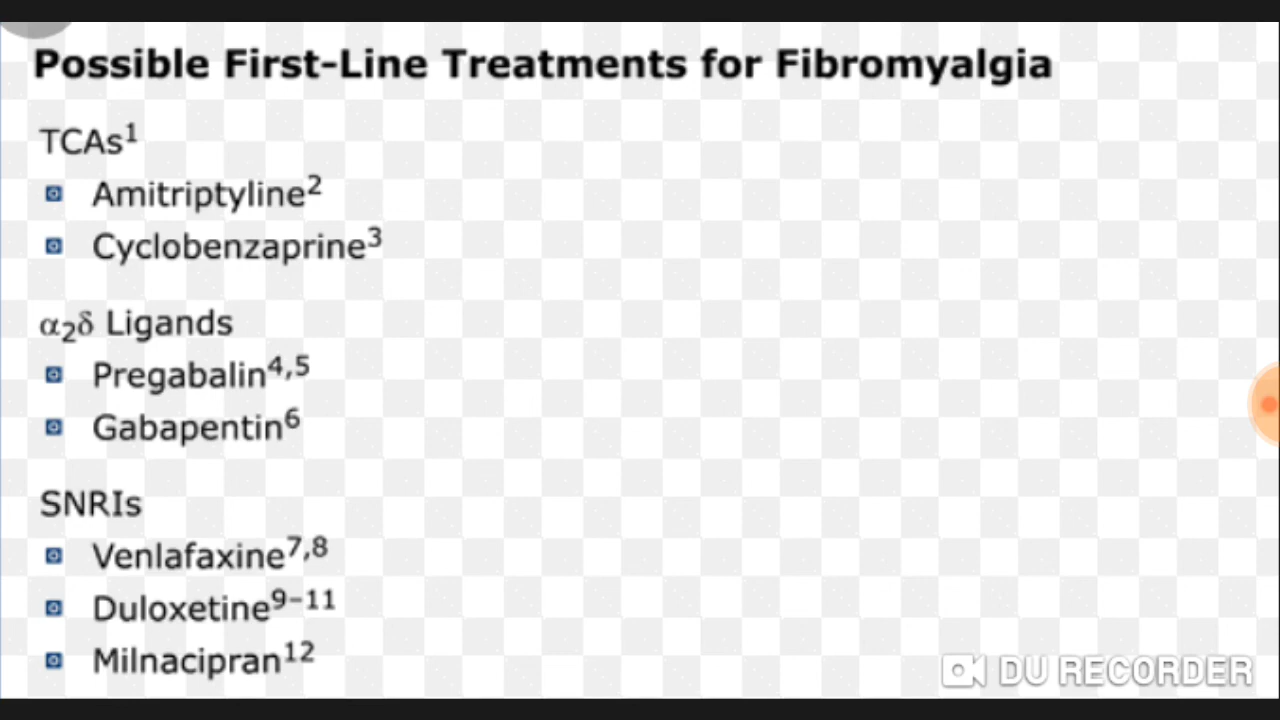 Possible First-Line Treatments for Fibromyalgia
TCAs¹
Amitriptyline²
Cyclobenzaprine³
α₂δ Ligands
Pregabalin⁴,⁵
Gabapentin⁶
SNRIs
Venlafaxine⁷,⁸
Duloxetine⁹⁻¹¹
Milnacipran¹²
DU RECORDER